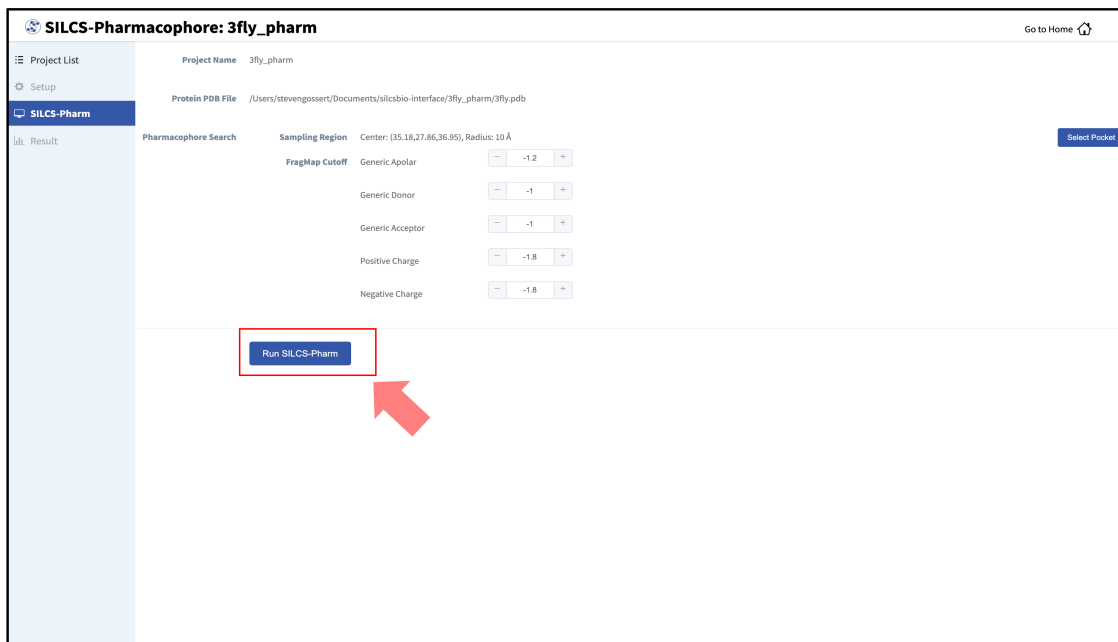 SILCS-Pharmacophore: 3fly_pharm
Go to Home
Project List
Setup
SILCS-Pharm
Result
Project Name 3fly_pharm
Protein PDB File /Users/stevengossert/Documents/silcsbio-interface/3fly_pharm/3fly.pdb
Pharmacophore Search Sampling Region Center: (35.18,27.86,36.95), Radius: 10 Å Select Pocket
FragMap Cutoff Generic Apolar − -1.2 +
Generic Donor − -1 +
Generic Acceptor − -1 +
Positive Charge − -1.8 +
Negative Charge − -1.8 +
Run SILCS-Pharm